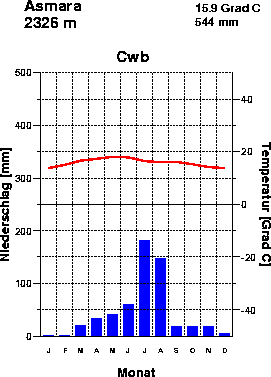 Asmara
2326 m
15.9 Grad C
544 mm
Cwb
500
400
300
200
100
0
Niederschlag [mm]
40
20
0
-20
-40
Temperatur [Grad C]
J F M A M J J A S O N D
Monat